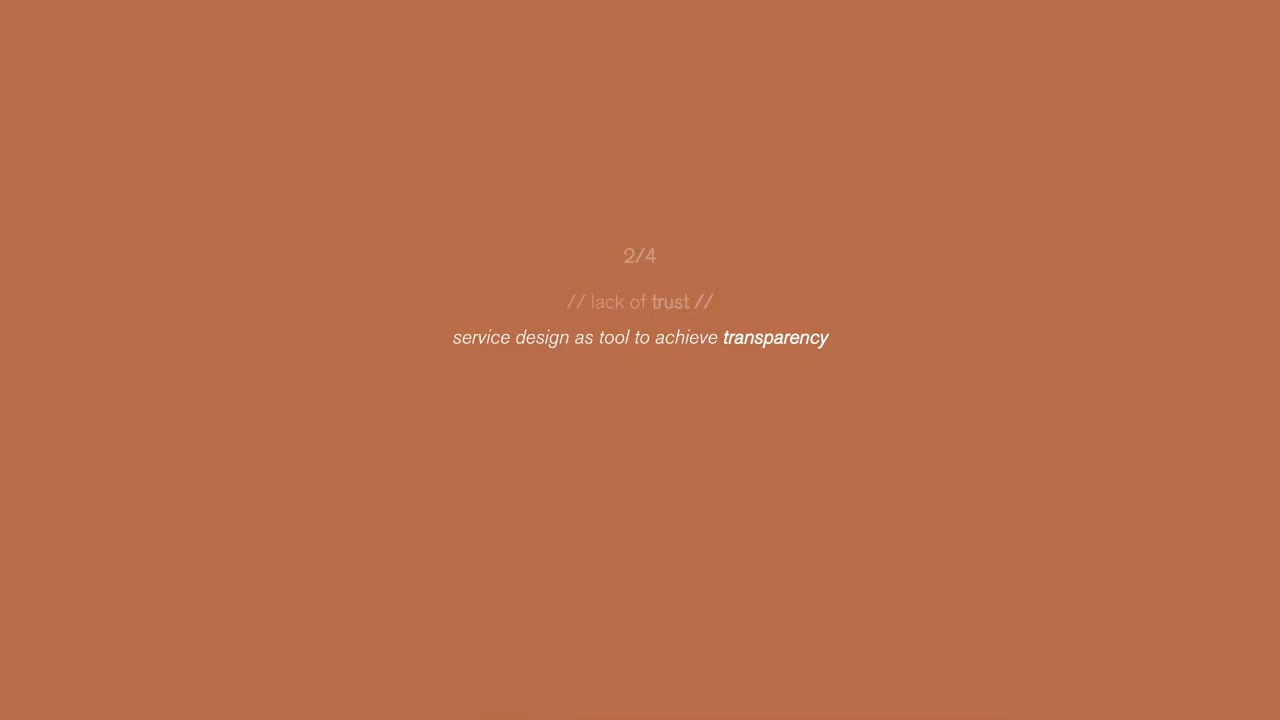 2/4
// lack of trust //
service design as tool to achieve transparency